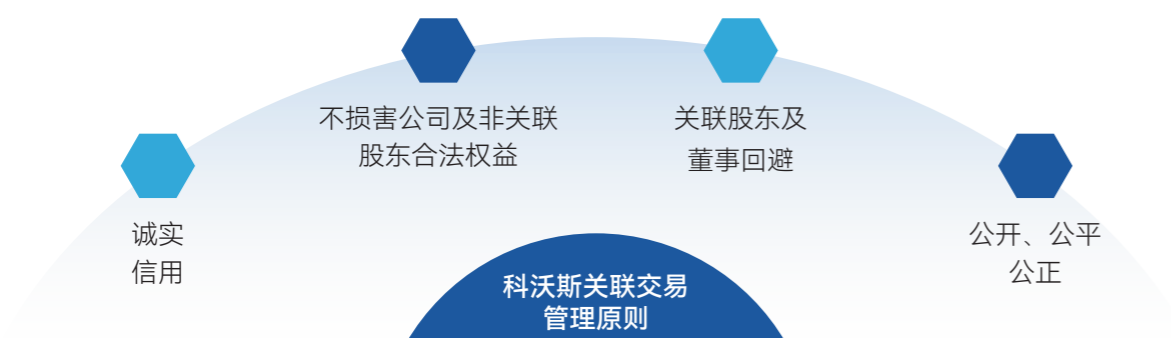 不损害公司及非关联
股东合法权益
关联股东及
董事回避
诚实
信用
公开、公平
公正
科沃斯关联交易
管理原则